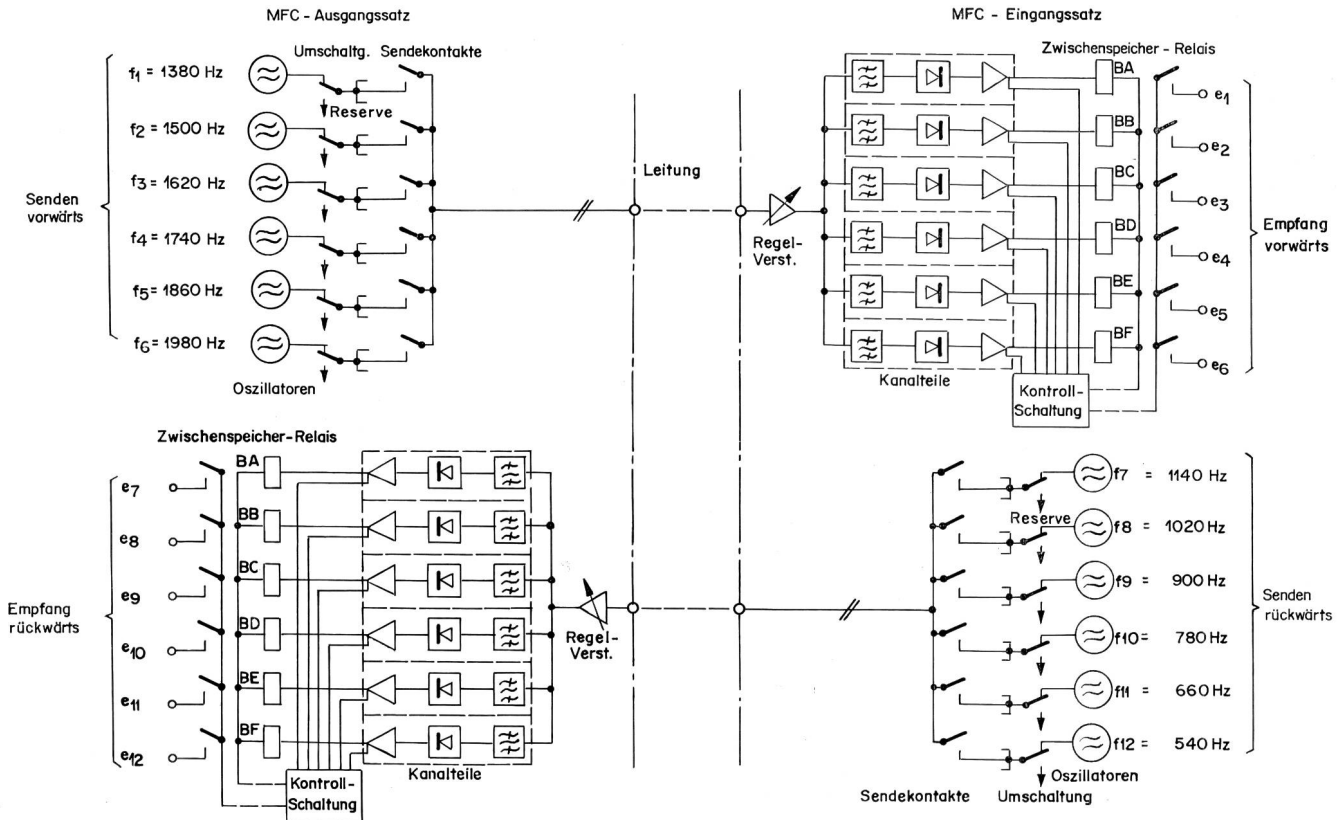 MFC - Ausgangssatz
MFC - Eingangssatz
Umschaltg. Sendekontakte
Zwischenspeicher - Relais
f1 = 1380 Hz
Reserve
f2 = 1500 Hz
f3 = 1620 Hz
f4 = 1740 Hz
f5 = 1860 Hz
f6 = 1980 Hz
Senden
vorwärts
Oszillatoren
Leitung
Regel-
Verst.
BA
BB
BC
BD
BE
BF
e1
e2
e3
e4
e5
e6
Empfang
vorwärts
Kanalteile
Kontroll-
Schaltung
Zwischenspeicher-Relais
BA
BB
BC
BD
BE
BF
e7
e8
e9
e10
e11
e12
Empfang
rückwärts
Kontroll-
Schaltung
Kanalteile
Regel-
Verst.
f7 = 1140 Hz
Reserve
f8 = 1020 Hz
f9 = 900 Hz
f10 = 780 Hz
f11 = 660 Hz
f12 = 540 Hz
Senden
rückwärts
Oszillatoren
Sendekontakte
Umschaltung